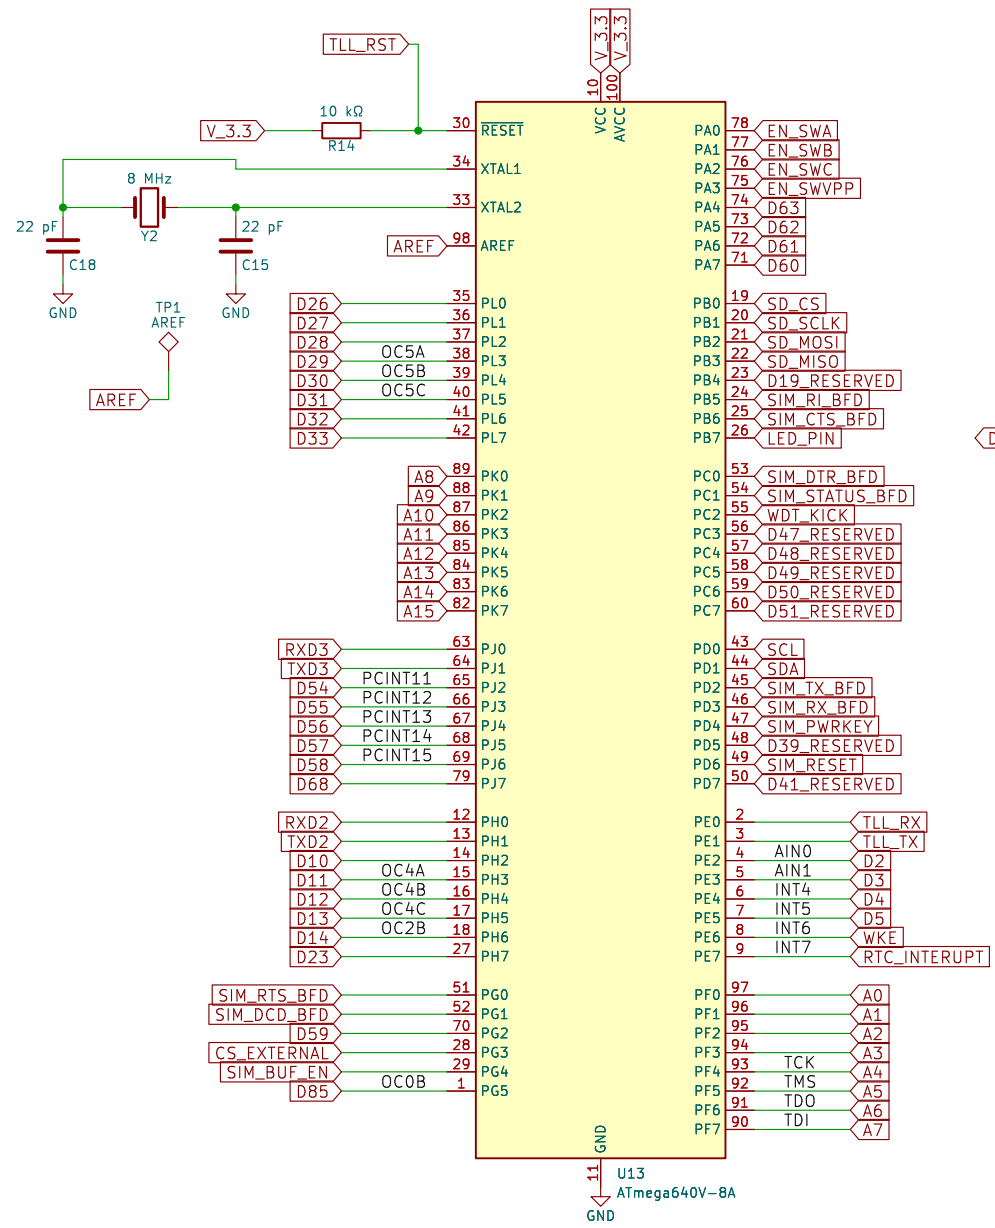 TLL_RST
V_3.3
V_3.3
10
100
VCC
AVCC
10 kΩ
V_3.3
R14
30
RESET
34
XTAL1
8 MHz
Y2
33
XTAL2
22 pF
C18
GND
22 pF
C15
GND
AREF
98
AREF
TP1
AREF
AREF
D26 35 PL0
D27 36 PL1
D28 37 PL2
D29 OC5A 38 PL3
D30 OC5B 39 PL4
D31 OC5C 40 PL5
D32 41 PL6
D33 42 PL7
A8 89 PK0
A9 88 PK1
A10 87 PK2
A11 86 PK3
A12 85 PK4
A13 84 PK5
A14 83 PK6
A15 82 PK7
RXD3 63 PJ0
TXD3 64 PJ1
D54 PCINT11 65 PJ2
D55 PCINT12 66 PJ3
D56 PCINT13 67 PJ4
D57 PCINT14 68 PJ5
D58 PCINT15 69 PJ6
D68 79 PJ7
RXD2 12 PH0
TXD2 13 PH1
D10 14 PH2
D11 OC4A 15 PH3
D12 OC4B 16 PH4
D13 OC4C 17 PH5
D14 OC2B 18 PH6
D23 27 PH7
SIM_RTS_BFD 51 PG0
SIM_DCD_BFD 52 PG1
D59 70 PG2
CS_EXTERNAL 28 PG3
SIM_BUF_EN 29 PG4
D85 OC0B 1 PG5
PA0 78 EN_SWA
PA1 77 EN_SWB
PA2 76 EN_SWC
PA3 75 EN_SWVPP
PA4 74 D63
PA5 73 D62
PA6 72 D61
PA7 71 D60
PB0 19 SD_CS
PB1 20 SD_SCLK
PB2 21 SD_MOSI
PB3 22 SD_MISO
PB4 23 D19_RESERVED
PB5 24 SIM_RI_BFD
PB6 25 SIM_CTS_BFD
PB7 26 LED_PIN
PC0 53 SIM_DTR_BFD
PC1 54 SIM_STATUS_BFD
PC2 55 WDT_KICK
PC3 56 D47_RESERVED
PC4 57 D48_RESERVED
PC5 58 D49_RESERVED
PC6 59 D50_RESERVED
PC7 60 D51_RESERVED
PD0 43 SCL
PD1 44 SDA
PD2 45 SIM_TX_BFD
PD3 46 SIM_RX_BFD
PD4 47 SIM_PWRKEY
PD5 48 D39_RESERVED
PD6 49 SIM_RESET
PD7 50 D41_RESERVED
PE0 2 TLL_RX
PE1 3 TLL_TX
PE2 4 AIN0 D2
PE3 5 AIN1 D3
PE4 6 INT4 D4
PE5 7 INT5 D5
PE6 8 INT6 WKE
PE7 9 INT7 RTC_INTERUPT
PF0 97 A0
PF1 96 A1
PF2 95 A2
PF3 94 A3
PF4 93 TCK A4
PF5 92 TMS A5
PF6 91 TDO A6
PF7 90 TDI A7
GND
11
GND
U13
ATmega640V-8A